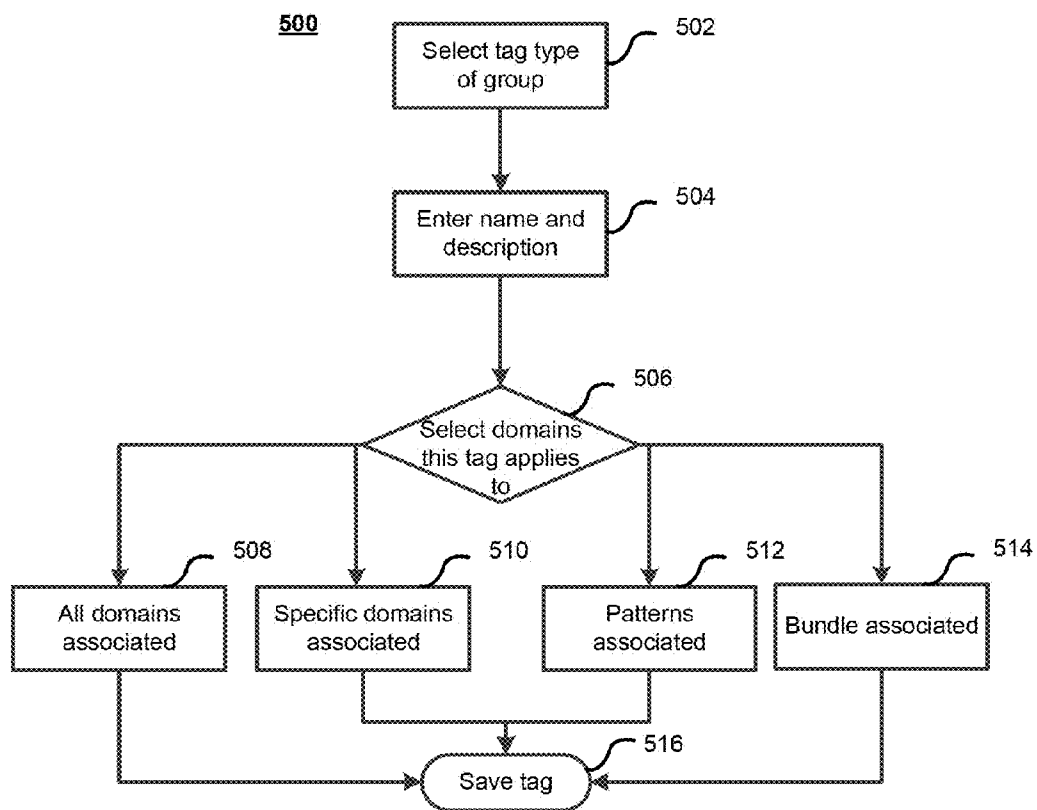 500
502
Select tag type
of group
504
Enter name and
description
506
Select domains
this tag applies
to
508
510
512
514
All domains
associated
Specific domains
associated
Patterns
associated
Bundle associated
516
Save tag